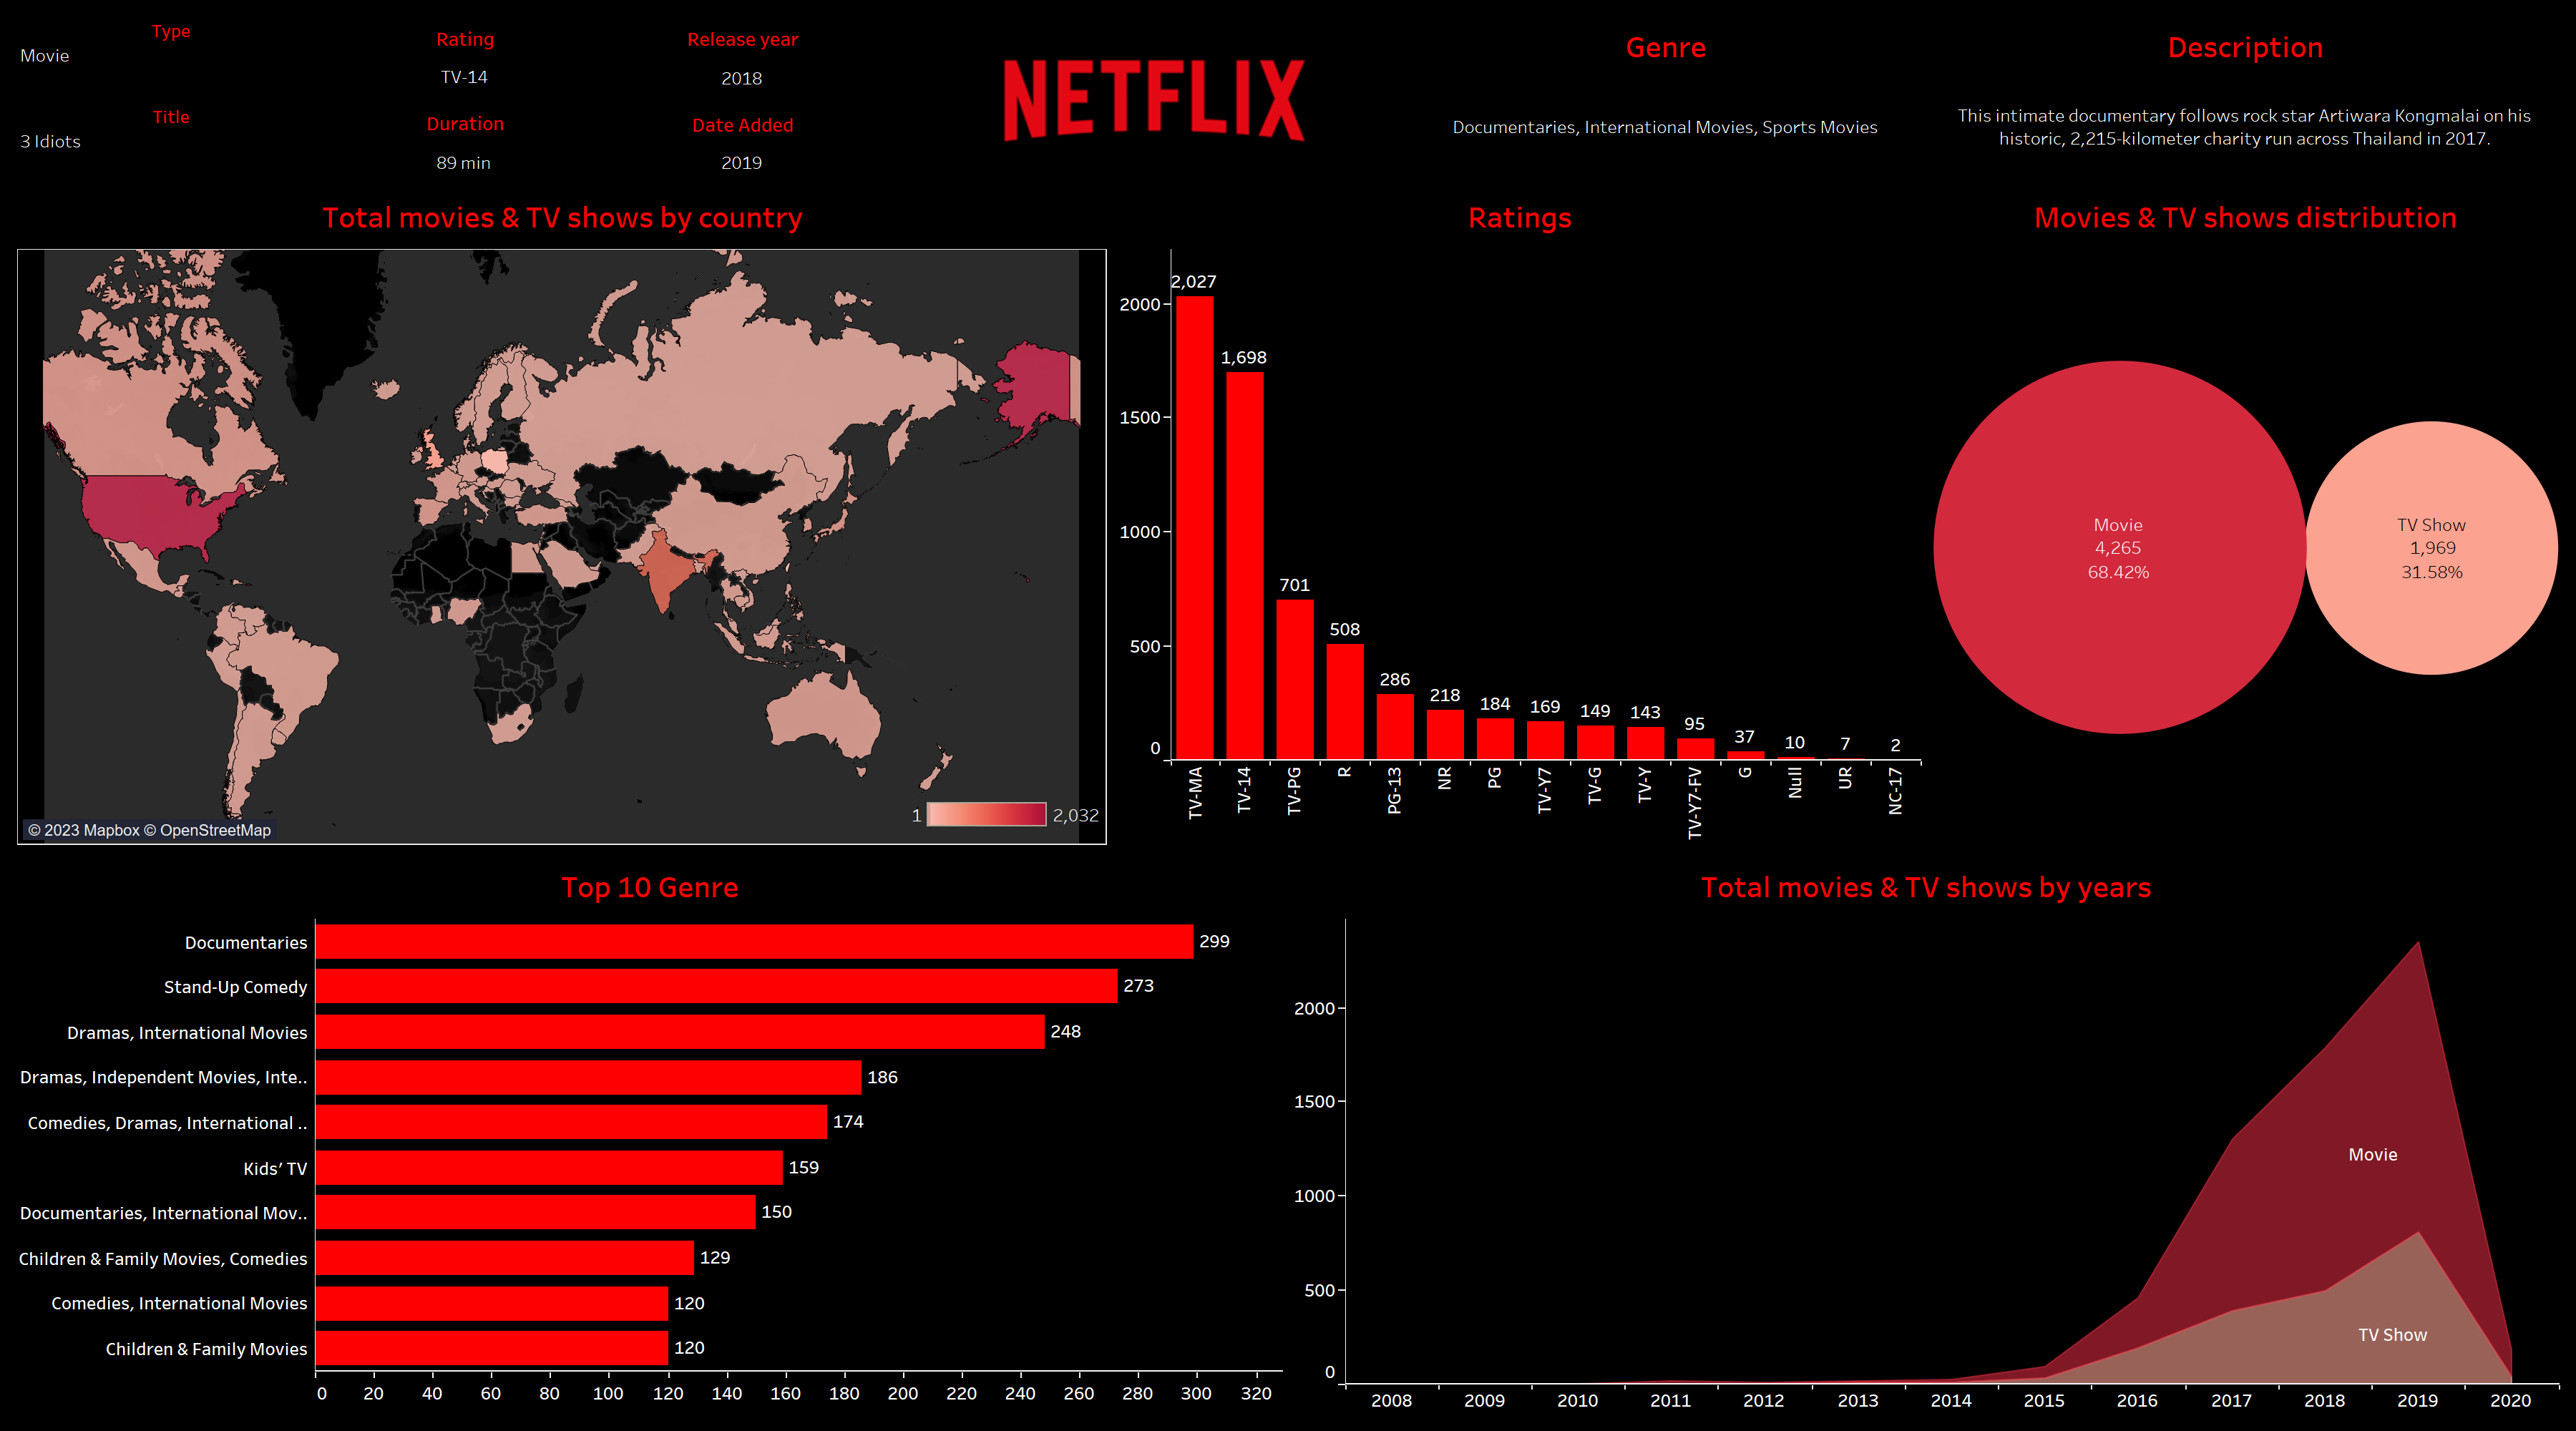 Type
Movie
Title
3 Idiots
Rating
TV-14
Duration
89 min
Release year
2018
Date Added
2019
NETFLIX
Genre
Documentaries, International Movies, Sports Movies
Description
This intimate documentary follows rock star Artiwara Kongmalai on his
historic, 2,215-kilometer charity run across Thailand in 2017.
Total movies & TV shows by country
© 2023 Mapbox © OpenStreetMap
1
2,032
Ratings
2000
1500
1000
500
0
2,027
1,698
701
508
286
218
184
169
149
143
95
37
10
7
2
TV-MA
TV-14
TV-PG
R
PG-13
NR
PG
TV-Y7
TV-G
TV-Y
TV-Y7-FV
G
Null
UR
NC-17
Movies & TV shows distribution
Movie
4,265
68.42%
TV Show
1,969
31.58%
Top 10 Genre
Documentaries
299
Stand-Up Comedy
273
Dramas, International Movies
248
Dramas, Independent Movies, Inte..
186
Comedies, Dramas, International ..
174
Kids’ TV
159
Documentaries, International Mov..
150
Children & Family Movies, Comedies
129
Comedies, International Movies
120
Children & Family Movies
120
0 20 40 60 80 100 120 140 160 180 200 220 240 260 280 300 320
Total movies & TV shows by years
2000
1500
1000
500
0
Movie
TV Show
2008 2009 2010 2011 2012 2013 2014 2015 2016 2017 2018 2019 2020